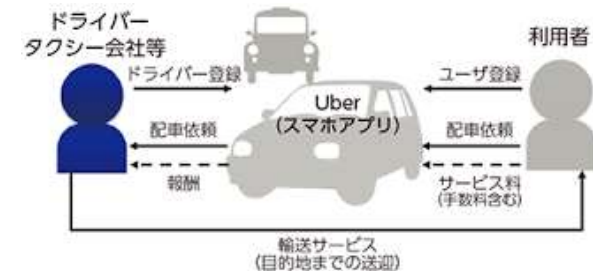 ドライバー
タクシー会社等
利用者
ドライバー登録
ユーザ登録
Uber
(スマホアプリ)
配車依頼
配車依頼
報酬
サービス料
(手数料含む)
輸送サービス
(目的地までの送迎)